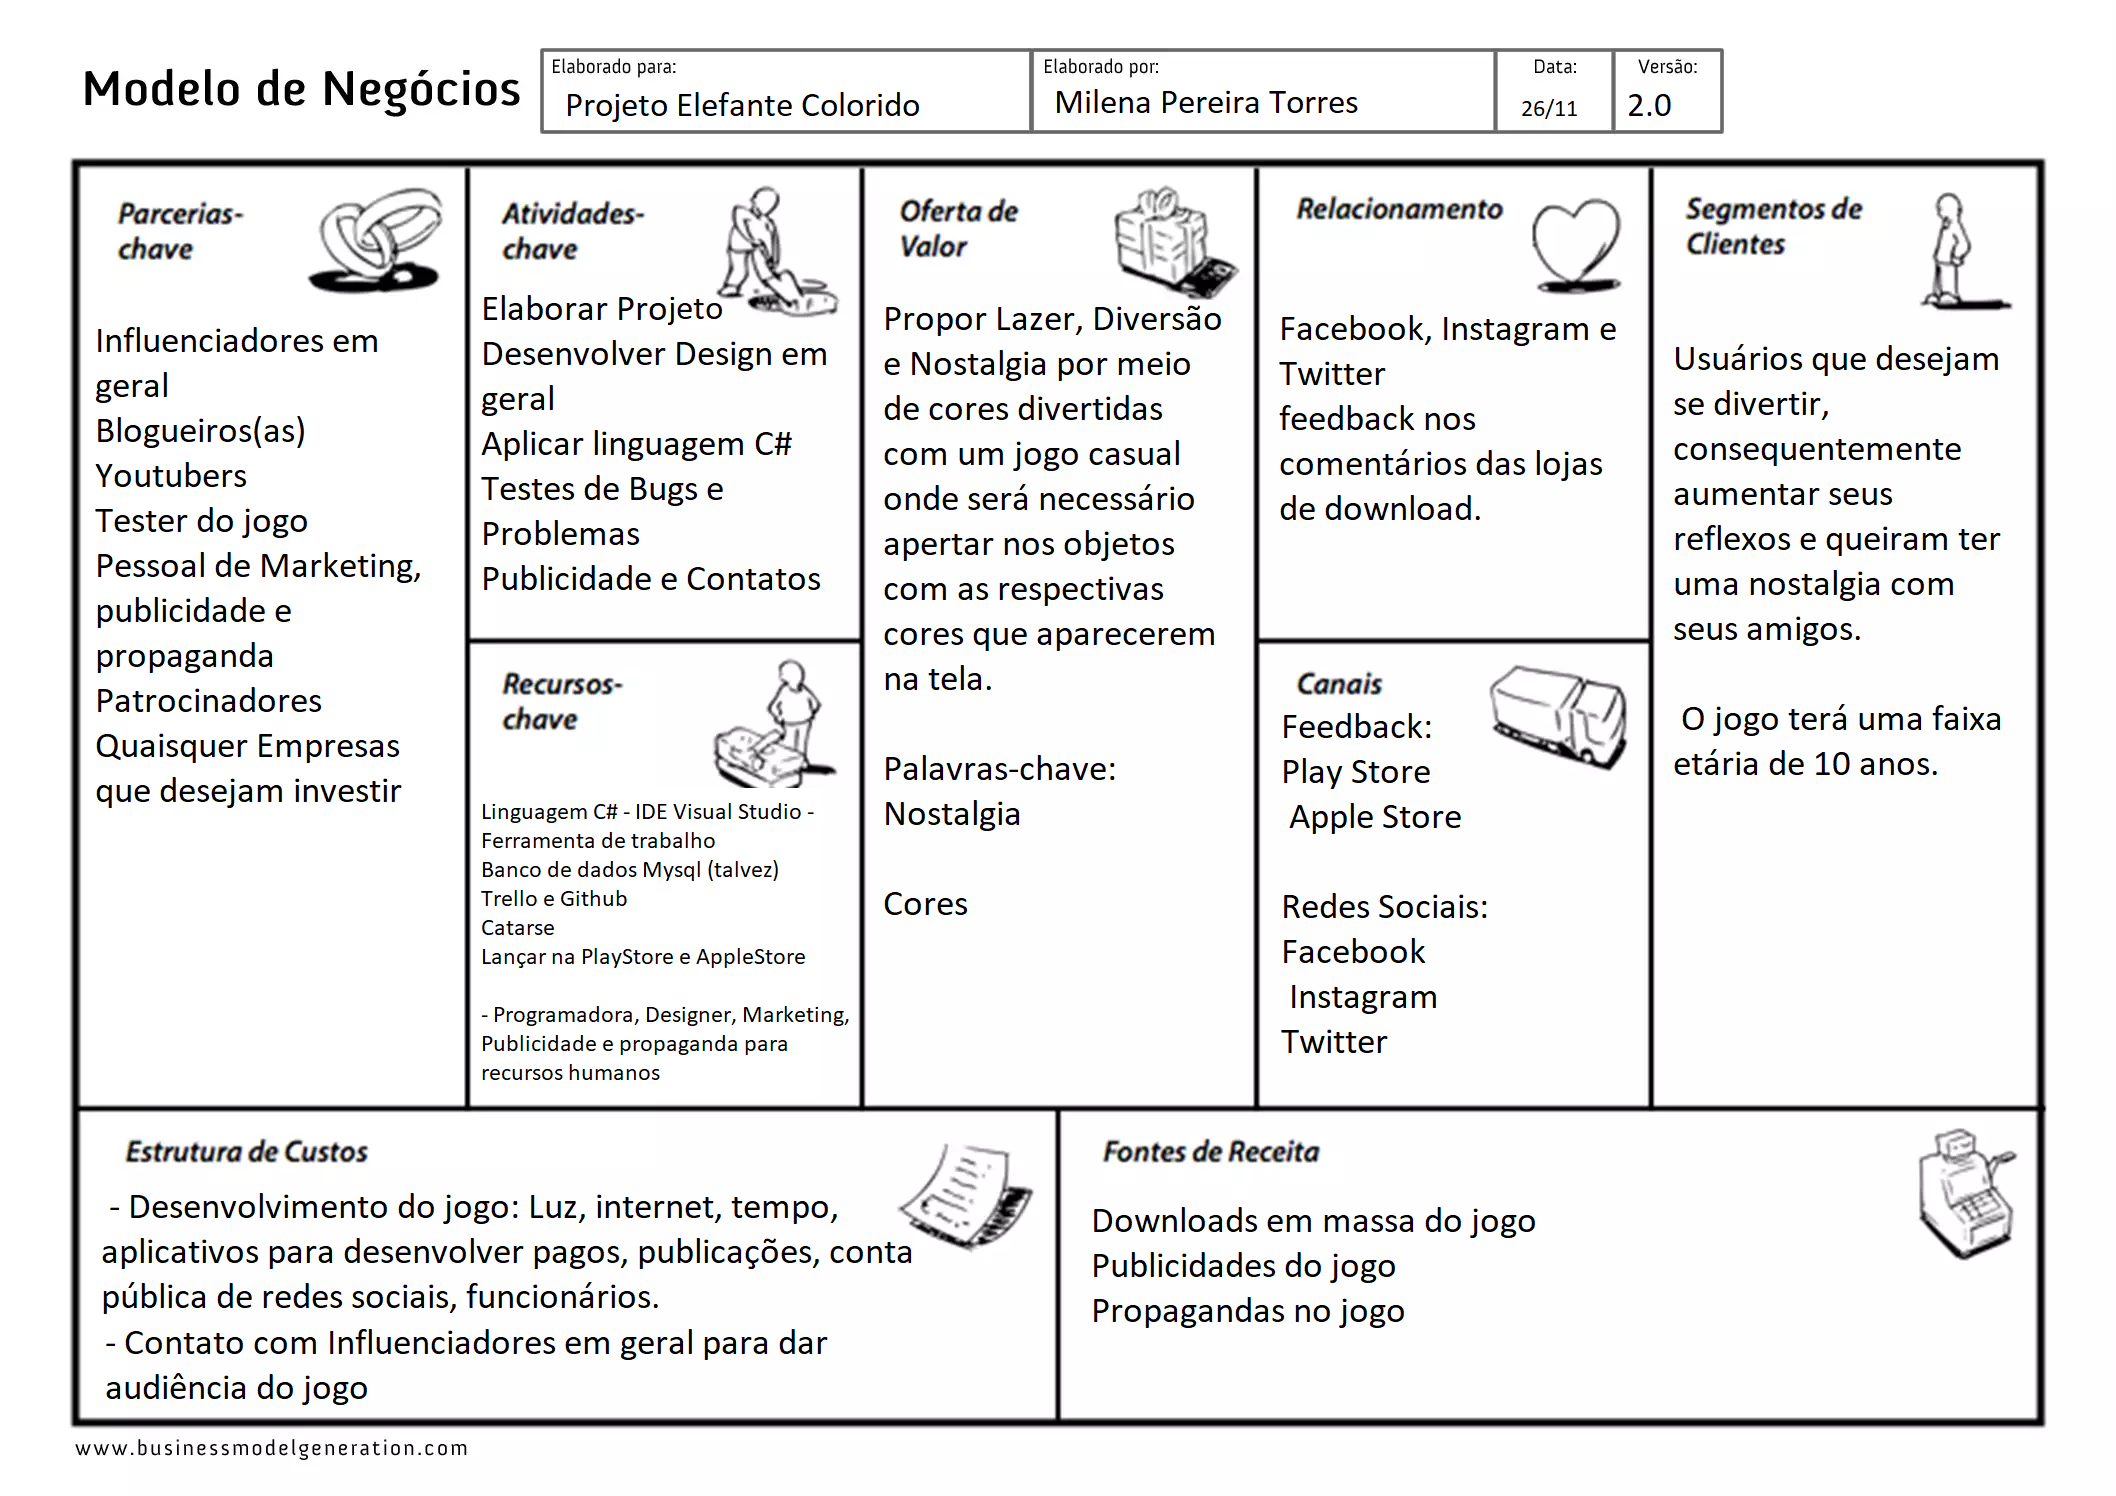 Modelo de Negócios
Elaborado para:
Projeto Elefante Colorido
Elaborado por:
Milena Pereira Torres
Data:
26/11
Versão:
2.0
Parcerias-
chave
Influenciadores em
geral
Blogueiros(as)
Youtubers
Tester do jogo
Pessoal de Marketing,
publicidade e
propaganda
Patrocinadores
Quaisquer Empresas
que desejam investir
Atividades-
chave
Elaborar Projeto
Desenvolver Design em
geral
Aplicar linguagem C#
Testes de Bugs e
Problemas
Publicidade e Contatos
Recursos-
chave
Linguagem C# - IDE Visual Studio -
Ferramenta de trabalho
Banco de dados Mysql (talvez)
Trello e Github
Catarse
Lançar na PlayStore e AppleStore
- Programadora, Designer, Marketing,
Publicidade e propaganda para
recursos humanos
Oferta de
Valor
Propor Lazer, Diversão
e Nostalgia por meio
de cores divertidas
com um jogo casual
onde será necessário
apertar nos objetos
com as respectivas
cores que aparecerem
na tela.
Palavras-chave:
Nostalgia
Cores
Relacionamento
Facebook, Instagram e
Twitter
feedback nos
comentários das lojas
de download.
Canais
Feedback:
Play Store
Apple Store
Redes Sociais:
Facebook
Instagram
Twitter
Segmentos de
Clientes
Usuários que desejam
se divertir,
consequentemente
aumentar seus
reflexos e queiram ter
uma nostalgia com
seus amigos.
O jogo terá uma faixa
etária de 10 anos.
Estrutura de Custos
- Desenvolvimento do jogo: Luz, internet, tempo,
aplicativos para desenvolver pagos, publicações, conta
pública de redes sociais, funcionários.
- Contato com Influenciadores em geral para dar
audiência do jogo
Fontes de Receita
Downloads em massa do jogo
Publicidades do jogo
Propagandas no jogo
www.businessmodelgeneration.com